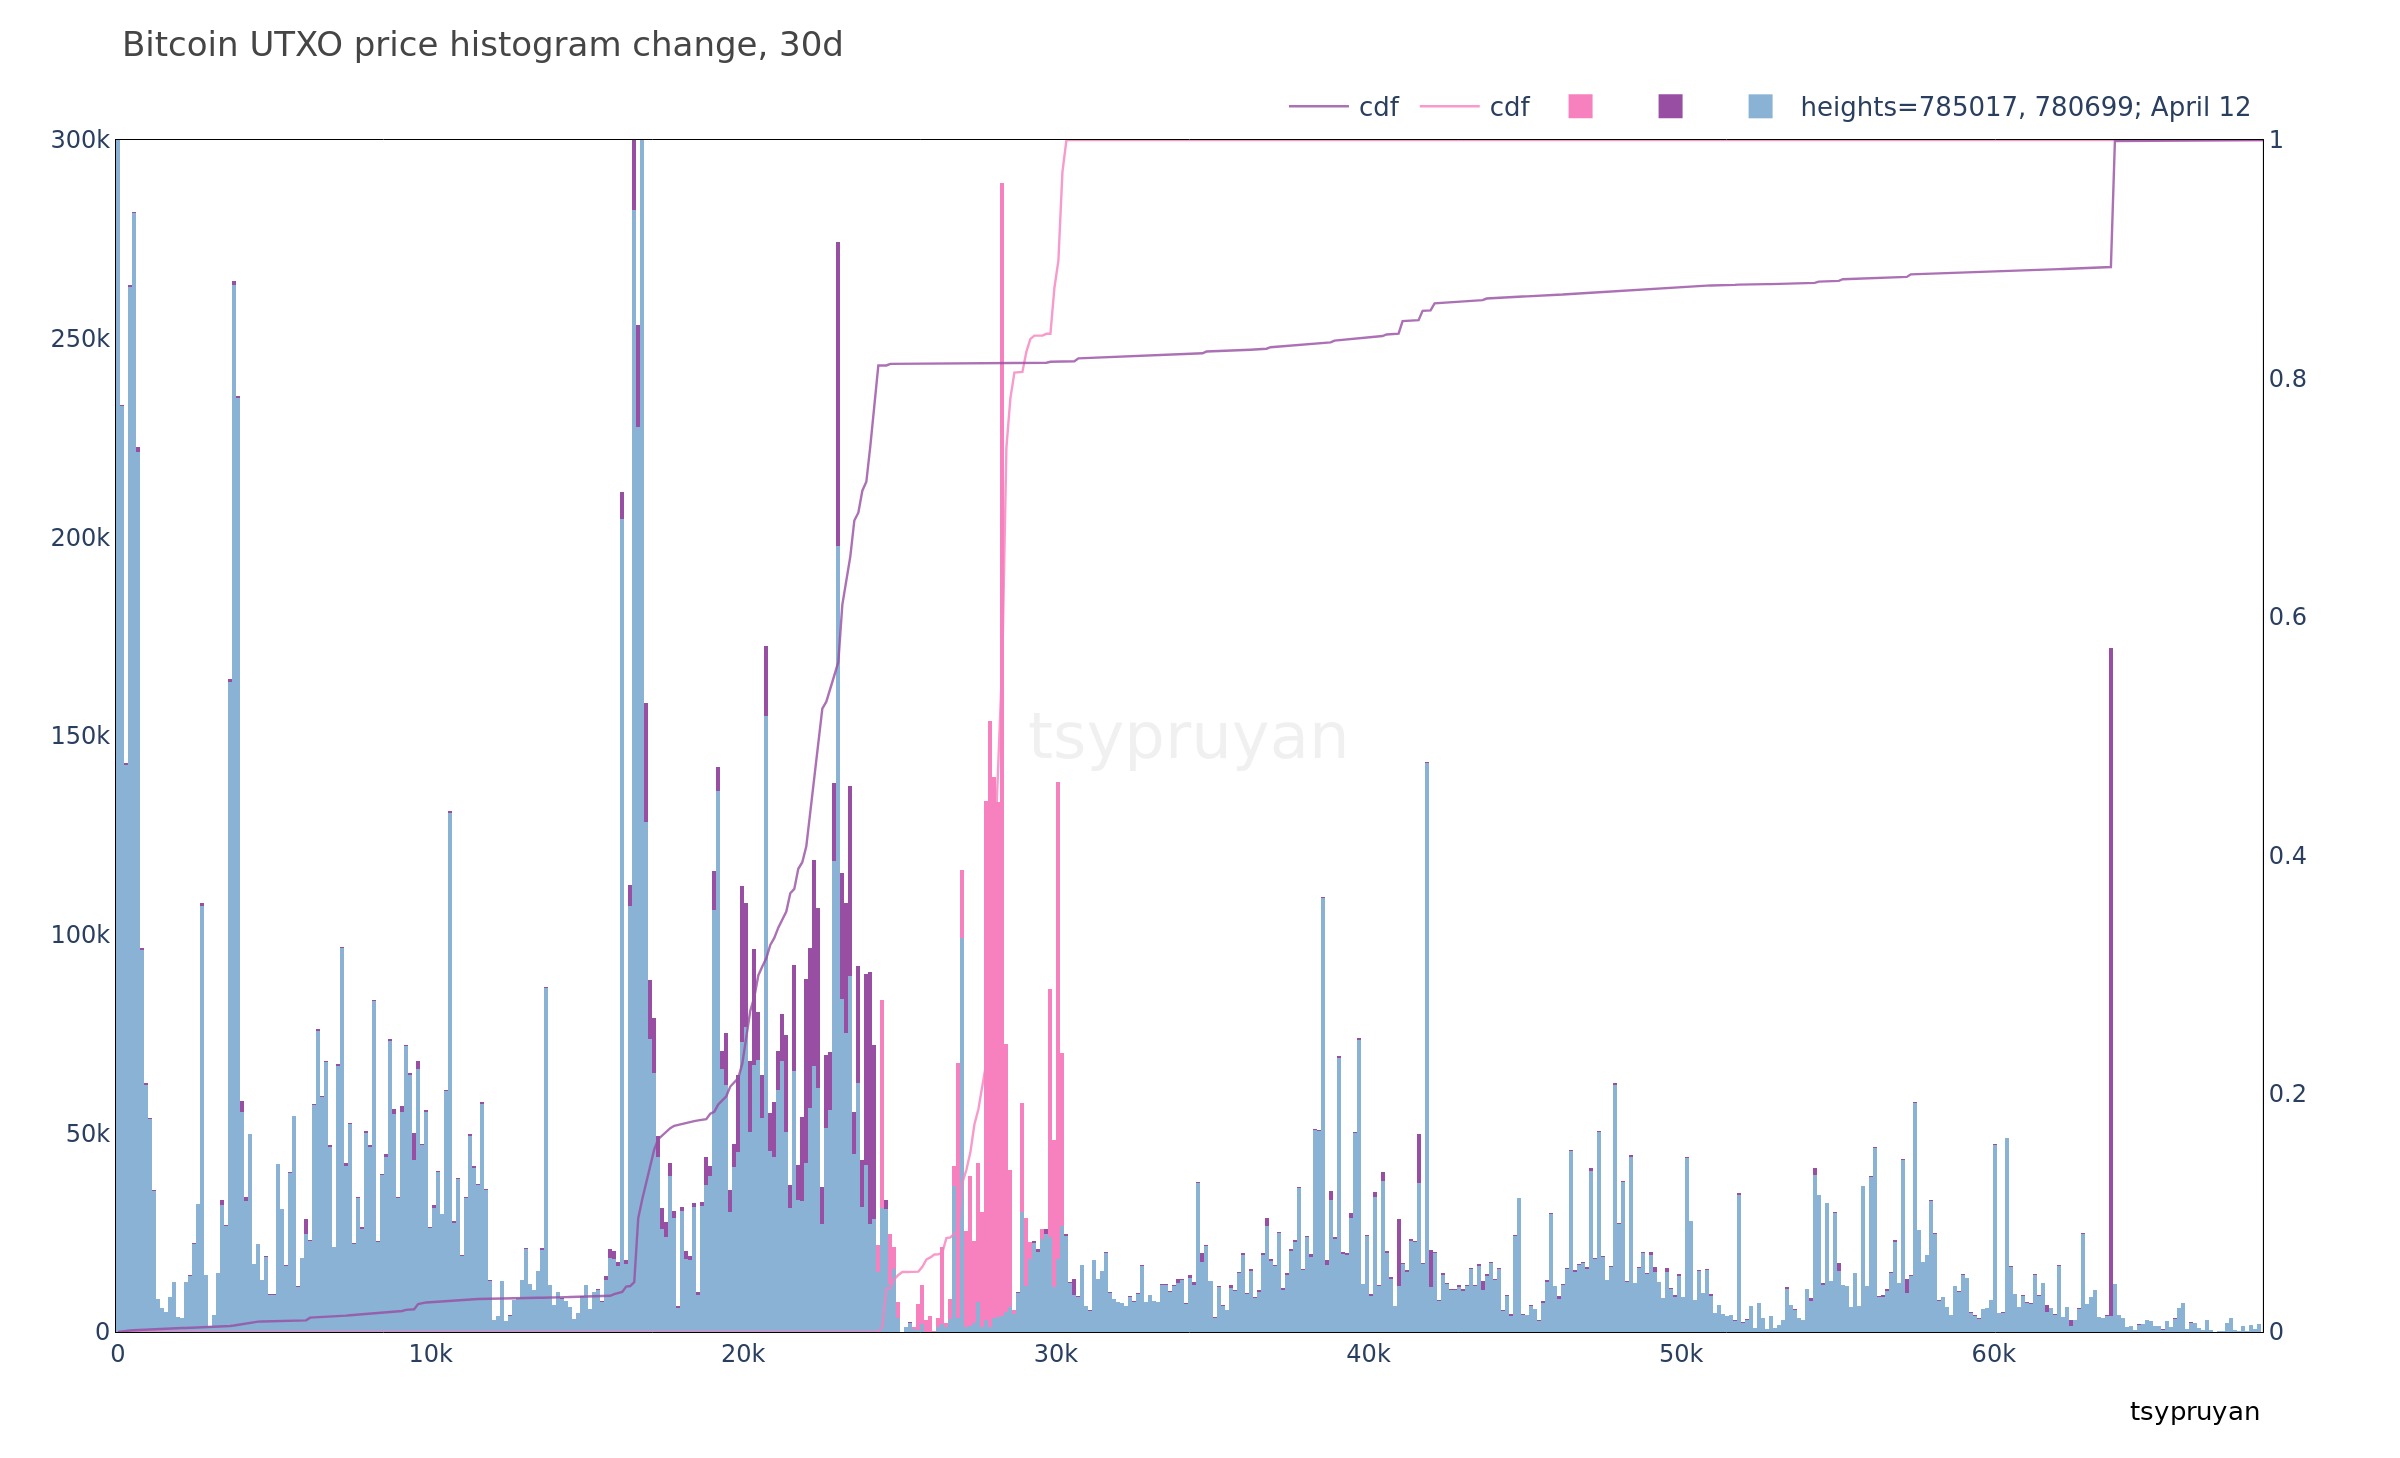 Bitcoin UTXO price histogram change, 30d
cdf cdf heights=785017, 780699; April 12
300k
250k
200k
150k
100k
50k
0
1
0.8
0.6
0.4
0.2
0
tsypruyan
0 10k 20k 30k 40k 50k 60k
tsypruyan